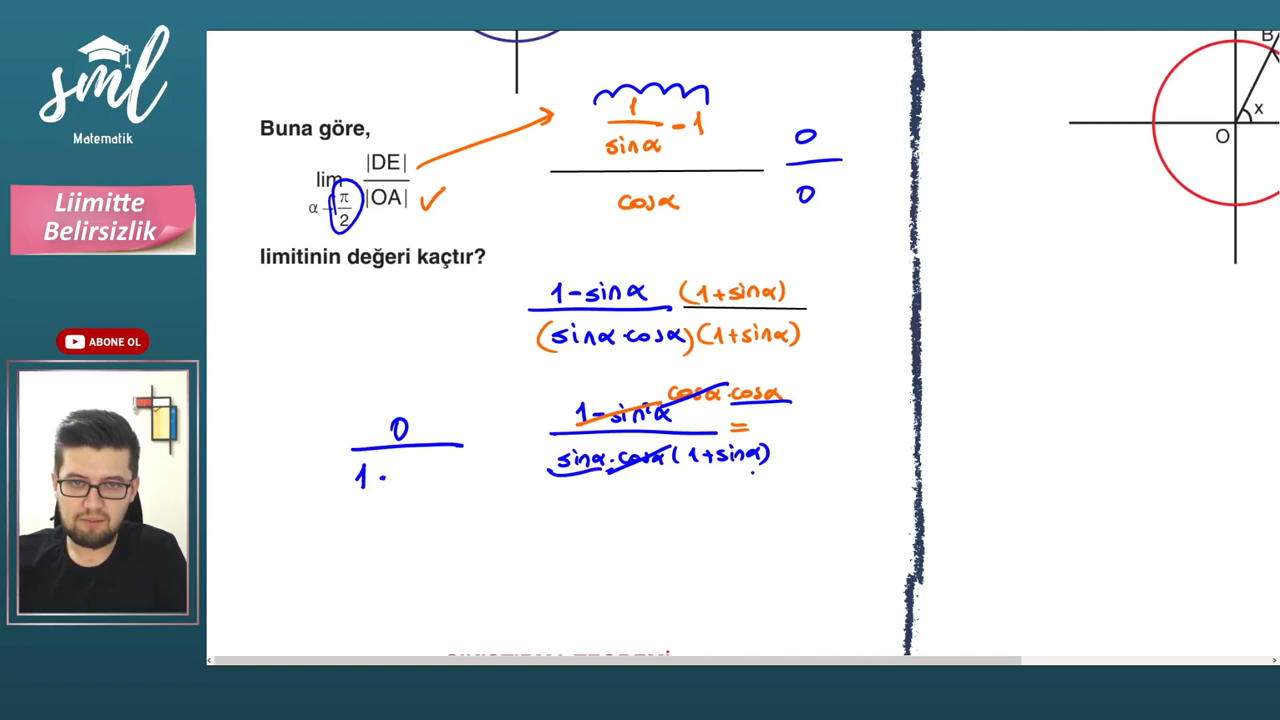 sml
Matematik
Liimitte
Belirsizlik
ABONE OL
Buna göre,
lim α→π/2 |DE| / |OA|
limitinin değeri kaçtır?
1/sinα - 1
cosα
0
0
1-sinα (1+sinα)
(sinα.cosα)(1+sinα)
cosα.cosα
1-sin²α =
sinα.cosα(1+sinα)
0
1.
B
x
O